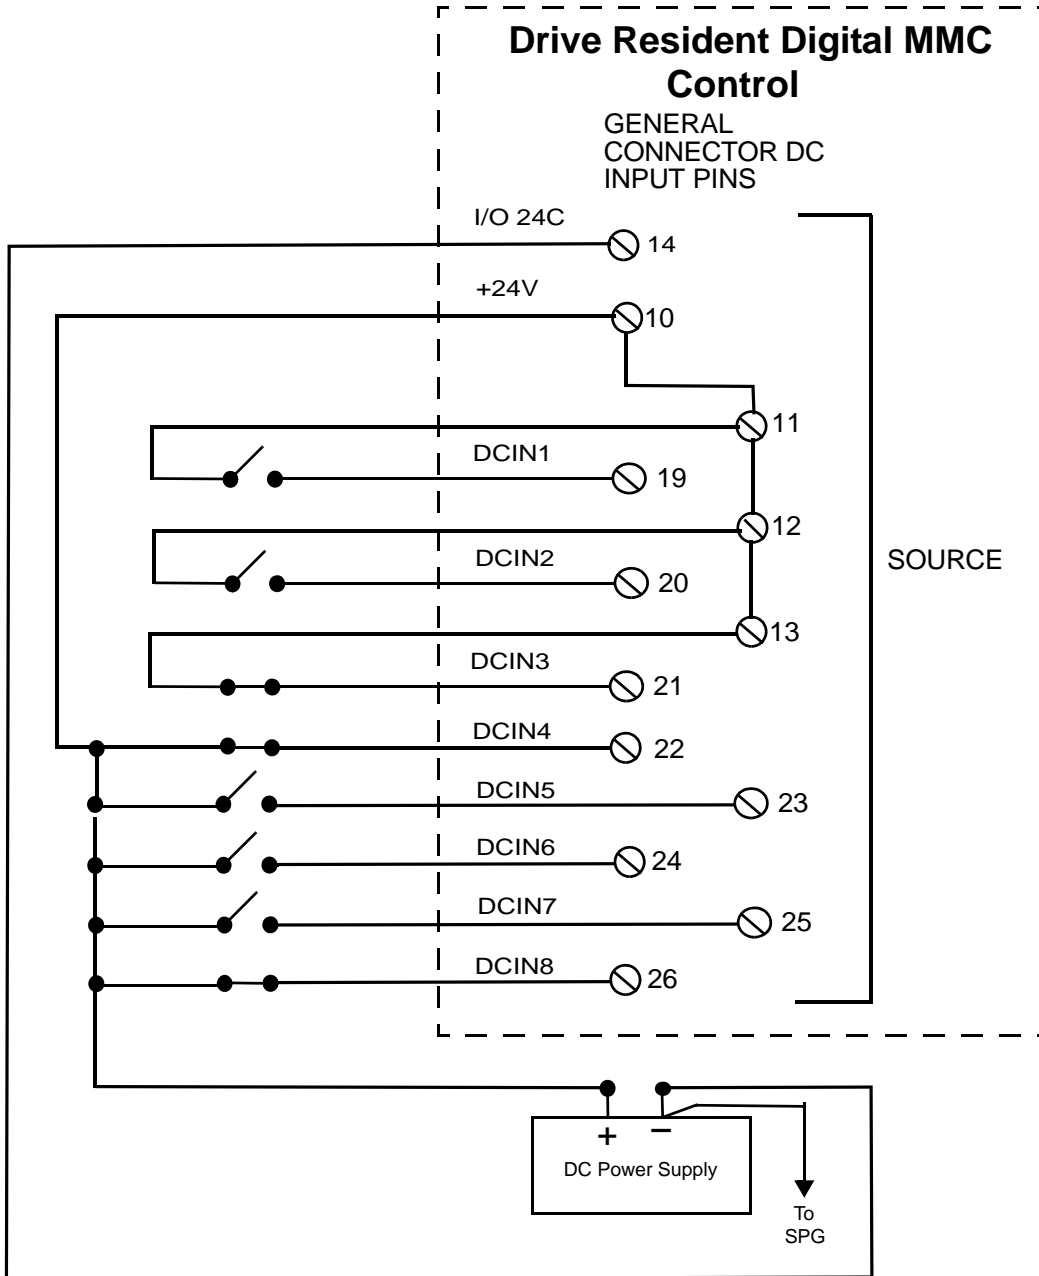 Drive Resident Digital MMC
Control
GENERAL
CONNECTOR DC
INPUT PINS
I/O 24C
14
+24V
10
11
DCIN1
19
12
DCIN2
20
SOURCE
13
DCIN3
21
DCIN4
22
DCIN5
23
DCIN6
24
DCIN7
25
DCIN8
26
+ −
DC Power Supply
To
SPG